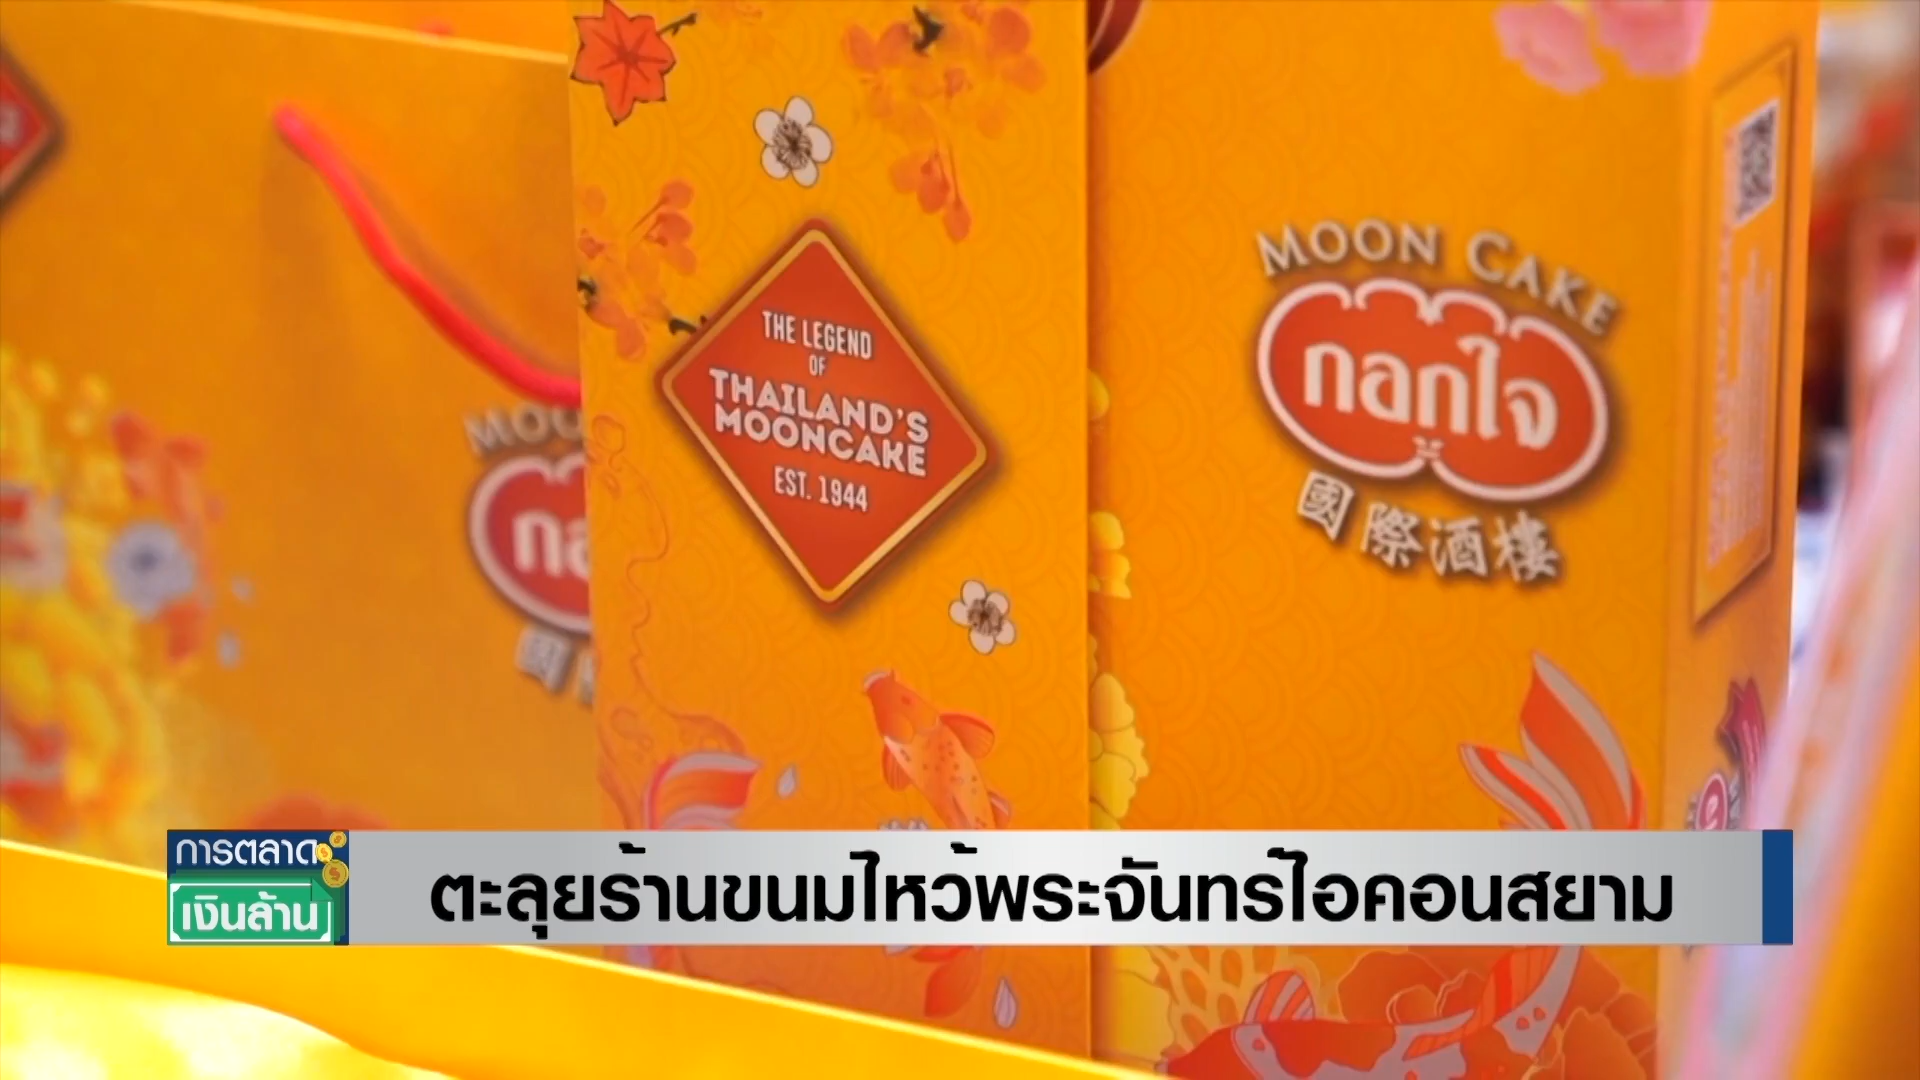 THE LEGEND
OF
THAILAND'S
MOONCAKE
EST. 1944
MOON CAKE
กลกใจ
國際酒樓
MOO
การตลาด
เงินล้าน
ตะลุยร้านขนมไหว้พระจันทร์ไอคอนสยาม